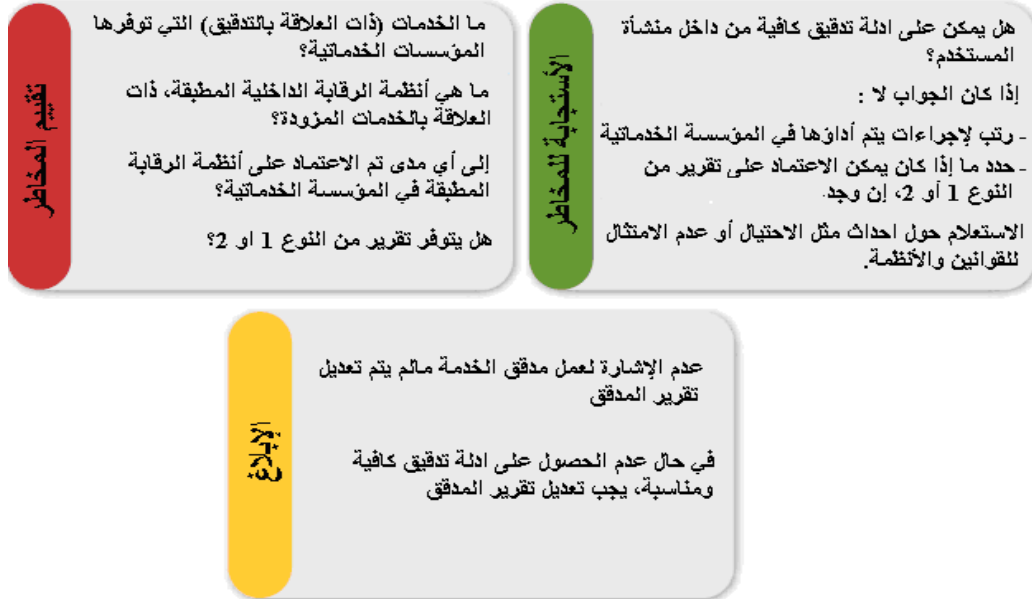 تقييم المخاطر
ما الخدمات (ذات العلاقة بالتدقيق) التي توفرها
المؤسسات الخدماتية؟
ما هي أنظمة الرقابة الداخلية المطبقة، ذات
العلاقة بالخدمات المزودة؟
إلى أي مدى تم الاعتماد على أنظمة الرقابة
المطبقة في المؤسسة الخدماتية؟
هل يتوفر تقرير من النوع 1 او 2؟
الأستجابة للمخاطر
هل يمكن على ادلة تدقيق كافية من داخل منشأة
المستخدم؟
إذا كان الجواب لا :
- رتب لإجراءات يتم أداؤها في المؤسسة الخدماتية
- حدد ما إذا كان يمكن الاعتماد على تقرير من
النوع 1 أو 2، إن وجد.
الاستعلام حول احداث مثل الاحتيال أو عدم الامتثال
للقوانين والأنظمة.
الإبلاغ
عدم الإشارة لعمل مدقق الخدمة مالم يتم تعديل
تقرير المدقق
في حال عدم الحصول على ادلة تدقيق كافية
ومناسبة، يجب تعديل تقرير المدقق